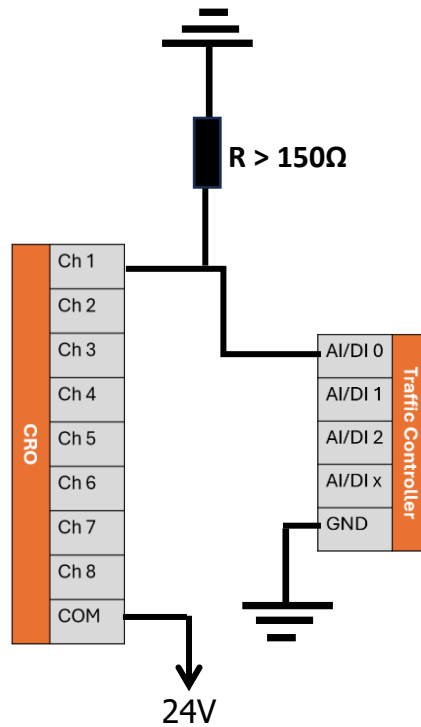 R > 150Ω
CRO
Ch 1
Ch 2
Ch 3
Ch 4
Ch 5
Ch 6
Ch 7
Ch 8
COM
24V
AI/DI 0
AI/DI 1
AI/DI 2
AI/DI x
GND
Traffic Controller